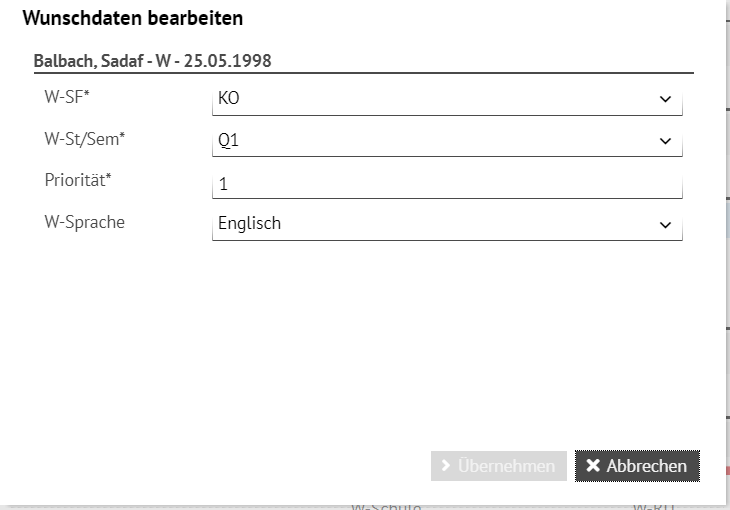 Wunschdaten bearbeiten
Balbach, Sadaf - W - 25.05.1998
W-SF* KO
W-St/Sem* Q1
Priorität* 1
W-Sprache Englisch
Übernehmen Abbrechen